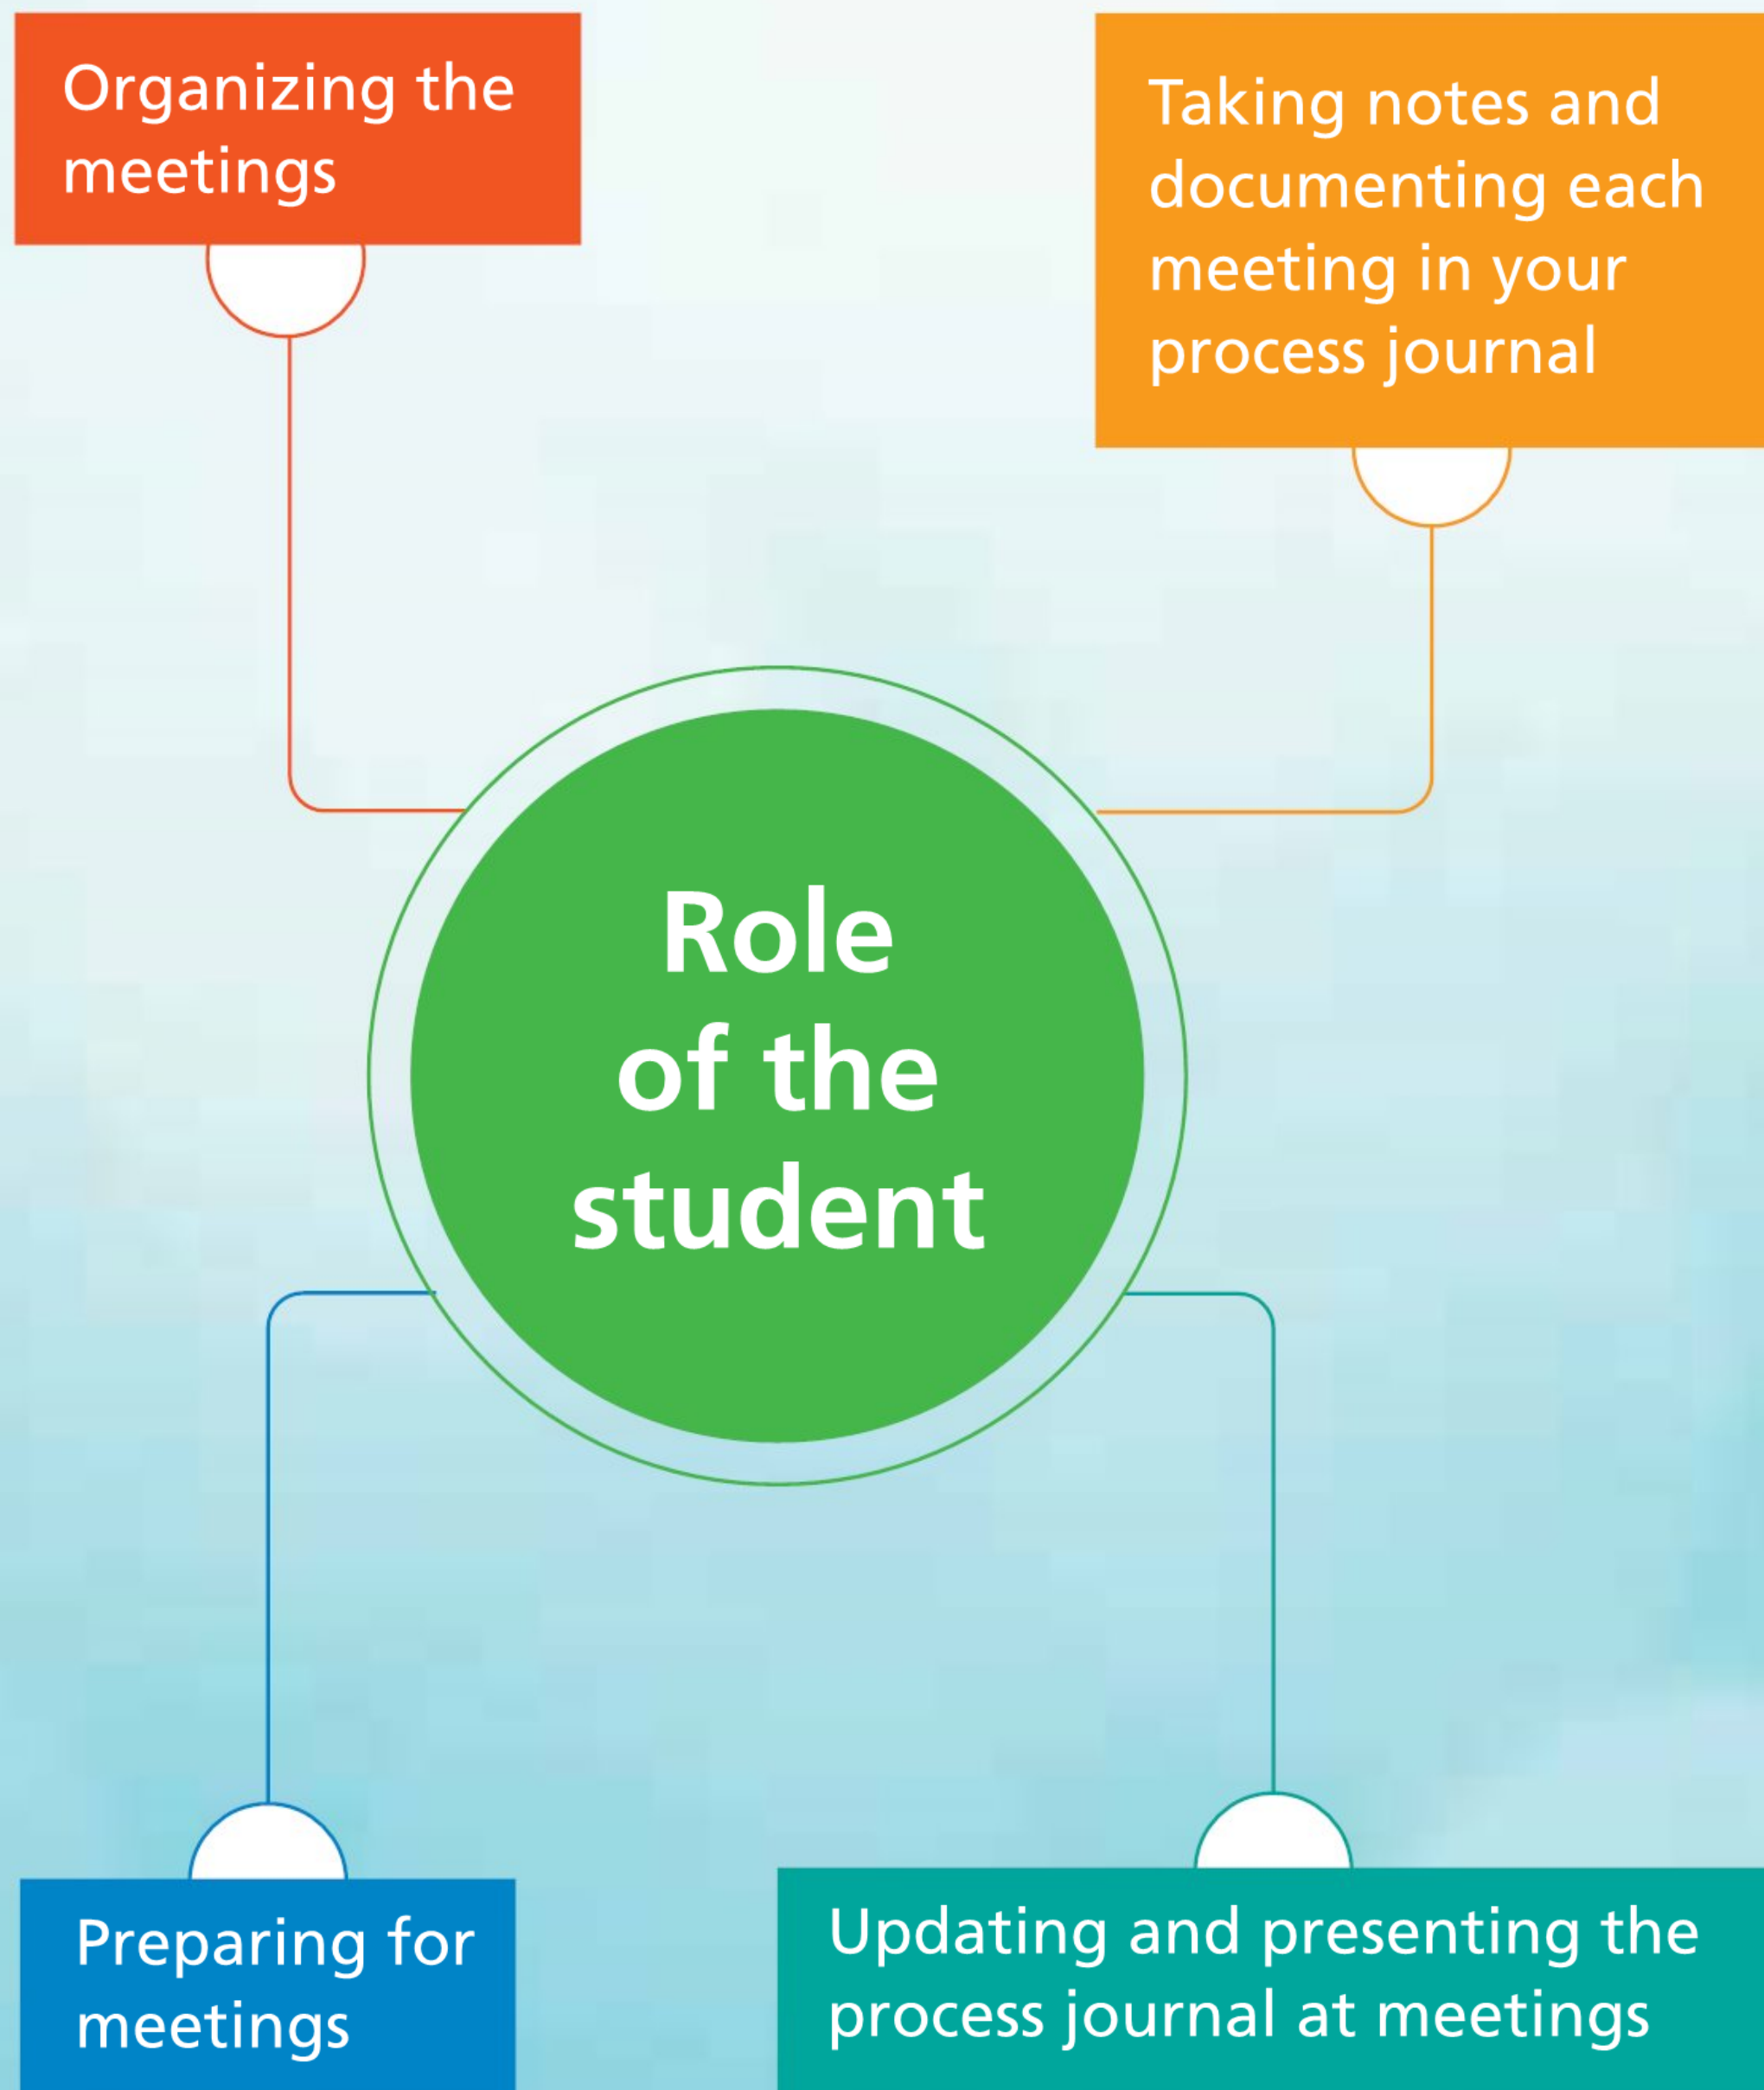 Organizing the
meetings
Taking notes and
documenting each
meeting in your
process journal
Role
of the
student
Preparing for
meetings
Updating and presenting the
process journal at meetings